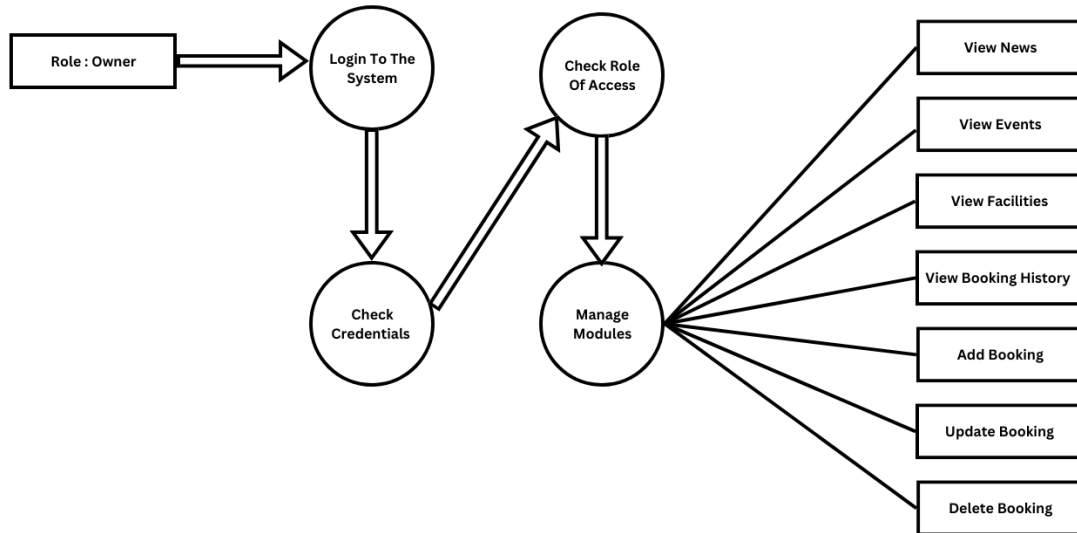 Role : Owner
Login To The
System
Check Role
Of Access
Check
Credentials
Manage
Modules
View News
View Events
View Facilities
View Booking History
Add Booking
Update Booking
Delete Booking